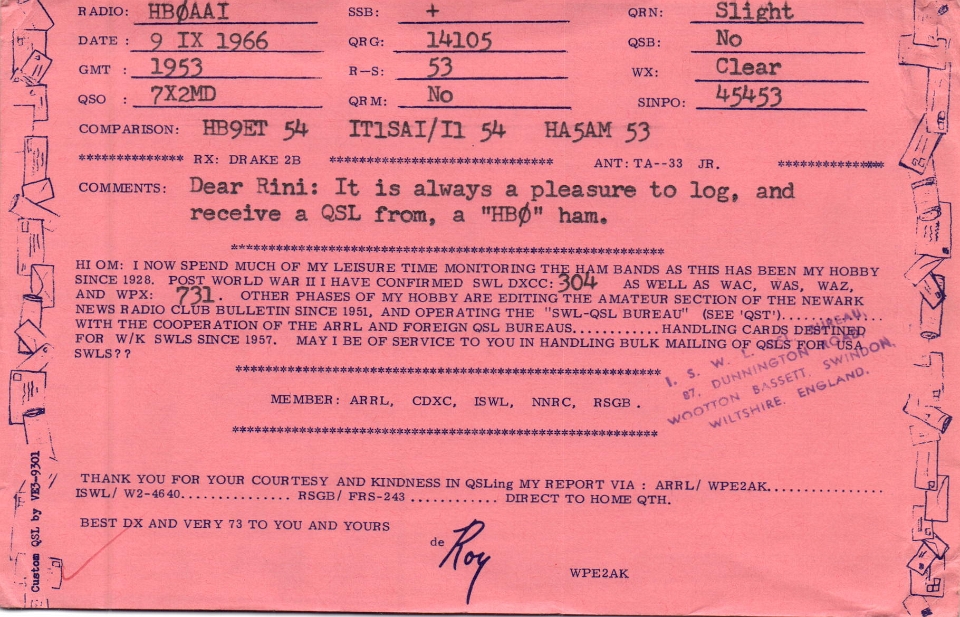 RADIO: HBØAAI SSB: + QRN: Slight
DATE : 9 IX 1966 QRG: 14105 QSB: No
GMT : 1953 R-S: 53 WX: Clear
QSO : 7X2MD QRM: No SINPO: 45453
COMPARISON: HB9ET 54 IT1SAI/I1 54 HA5AM 53
************** RX: DRAKE 2B ***************************** ANT: TA--33 JR. **************
COMMENTS: Dear Rini: It is always a pleasure to log, and
receive a QSL from, a "HBØ" ham.
********************************************************
HI OM: I NOW SPEND MUCH OF MY LEISURE TIME MONITORING THE HAM BANDS AS THIS HAS BEEN MY HOBBY
SINCE 1928. POST WORLD WAR II I HAVE CONFIRMED SWL DXCC: 304 AS WELL AS WAC, WAS, WAZ,
AND WPX: 731. OTHER PHASES OF MY HOBBY ARE EDITING THE AMATEUR SECTION OF THE NEWARK
NEWS RADIO CLUB BULLETIN SINCE 1951, AND OPERATING THE "SWL-QSL BUREAU" (SEE 'QST')..............
WITH THE COOPERATION OF THE ARRL AND FOREIGN QSL BUREAUS............HANDLING CARDS DESTINED
FOR W/K SWLS SINCE 1957. MAY I BE OF SERVICE TO YOU IN HANDLING BULK MAILING OF QSLS FOR USA
SWLS??
I. S. W. L. QSL BUREAU,
87, DUNNINGTON ROAD,
WOOTTON BASSETT, SWINDON,
WILTSHIRE, ENGLAND.
*******************************************************
MEMBER: ARRL, CDXC, ISWL, NNRC, RSGB.
*******************************************************
THANK YOU FOR YOUR COURTESY AND KINDNESS IN QSLing MY REPORT VIA : ARRL/ WPE2AK...............
ISWL/ W2-4640.............. RSGB/ FRS-243 ............ DIRECT TO HOME QTH.
BEST DX AND VERY 73 TO YOU AND YOURS
de Roy
WPE2AK
Custom QSL by VE3-9301